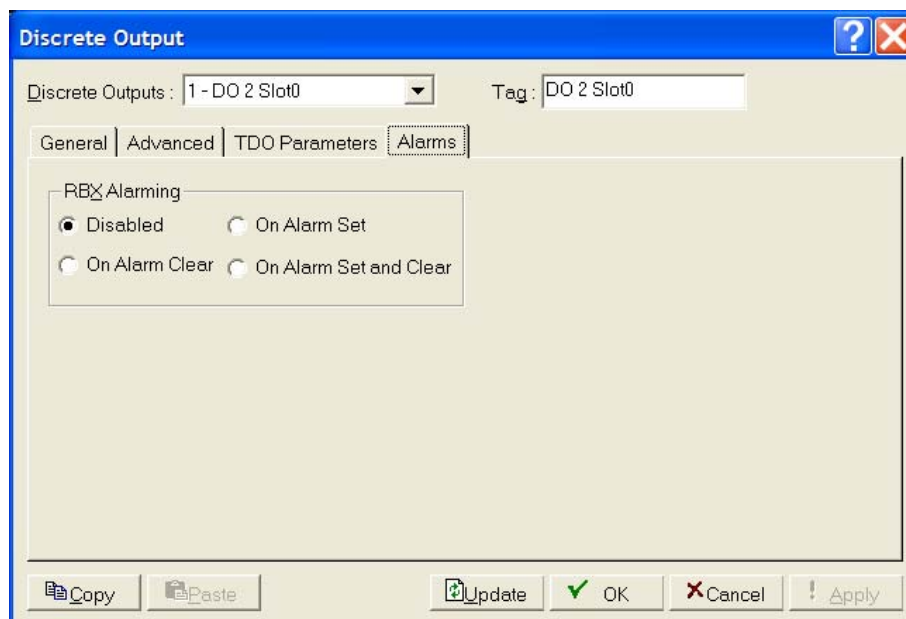 Discrete Output ?
Discrete Outputs : 1 - DO 2 Slot0 Tag : DO 2 Slot0
General Advanced TDO Parameters Alarms
RBX Alarming
Disabled On Alarm Set
On Alarm Clear On Alarm Set and Clear
Copy Paste Update OK Cancel ! Apply